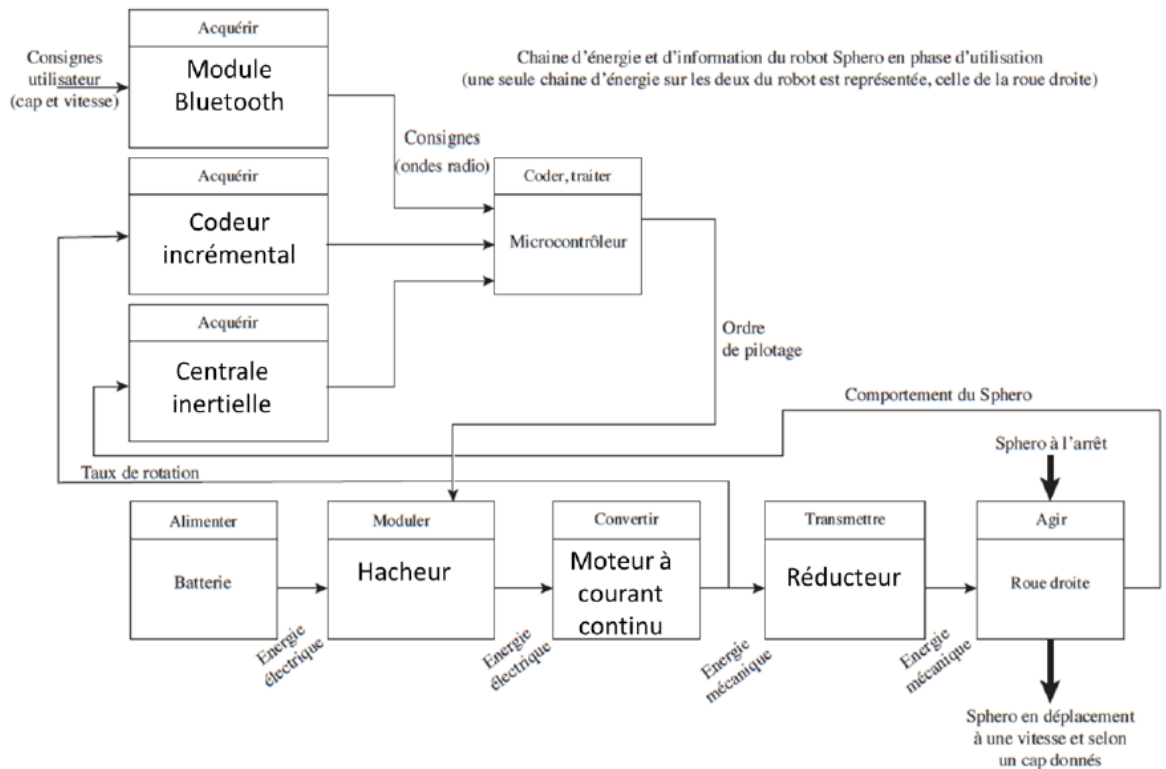 Acquérir
Module
Bluetooth
Consignes
utilisateur
(cap et vitesse)
Chaine d'énergie et d'information du robot Sphero en phase d'utilisation
(une seule chaine d'énergie sur les deux du robot est représentée, celle de la roue droite)
Consignes
(ondes radio)
Acquérir
Codeur
incrémental
Coder, traiter
Microcontrôleur
Acquérir
Centrale
inertielle
Ordre
de pilotage
Comportement du Sphero
Sphero à l'arrêt
Taux de rotation
Alimenter
Batterie
Moduler
Hacheur
Convertir
Moteur à
courant
continu
Transmettre
Réducteur
Agir
Roue droite
Energie
électrique
Energie
électrique
Energie
mécanique
Energie
mécanique
Sphero en déplacement
à une vitesse et selon
un cap donnés